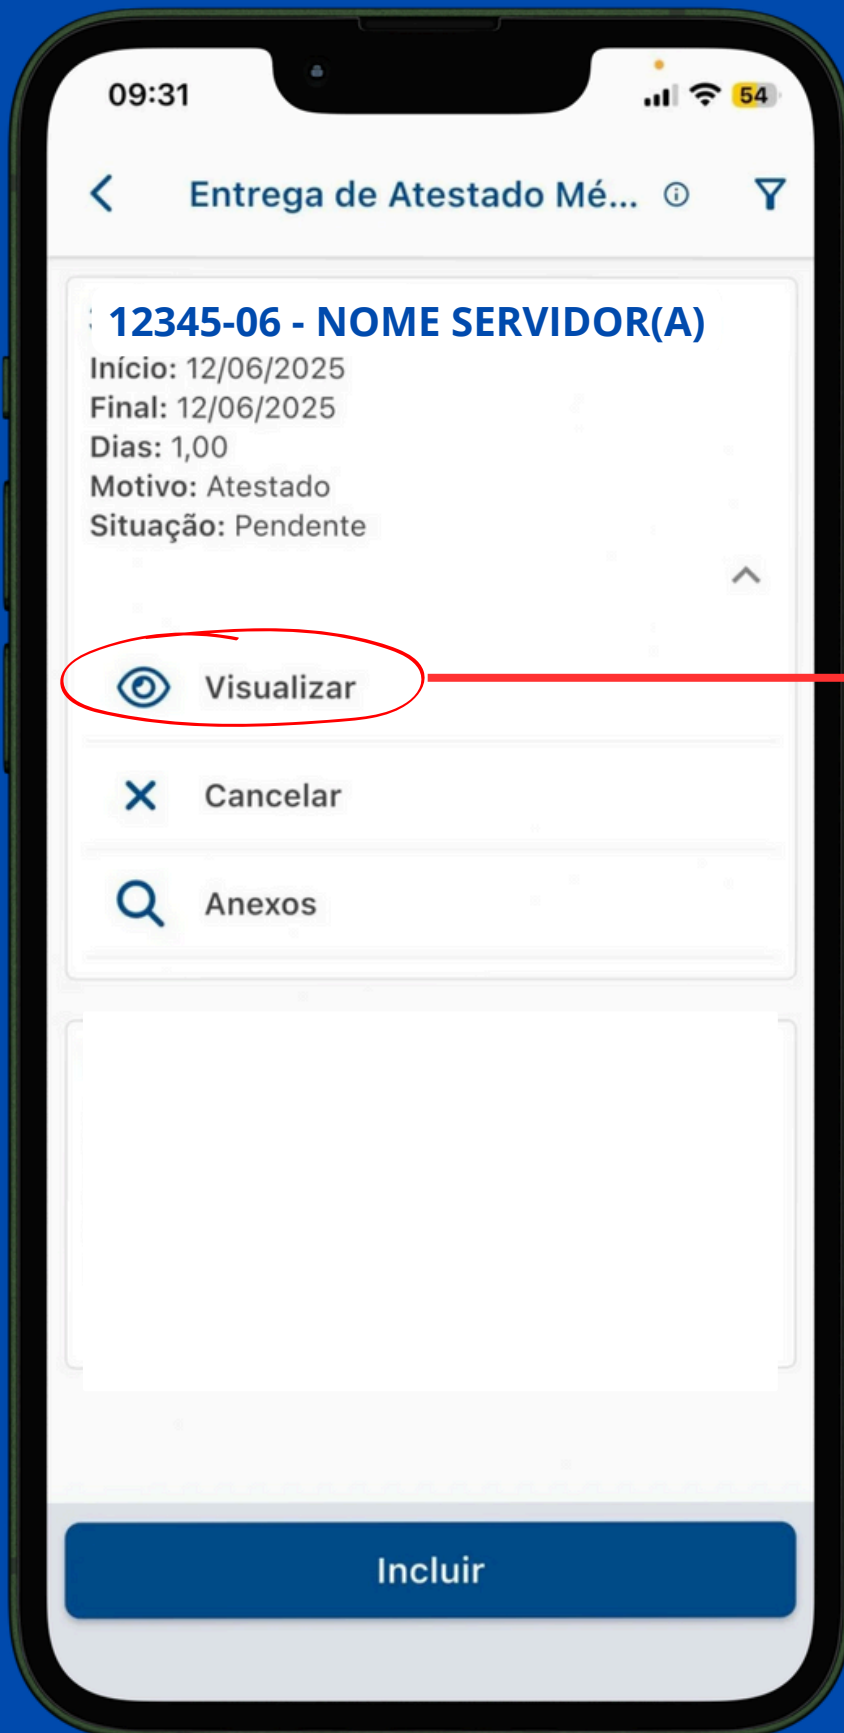 09:31
54
Entrega de Atestado Mé...
12345-06 - NOME SERVIDOR(A)
Início: 12/06/2025
Final: 12/06/2025
Dias: 1,00
Motivo: Atestado
Situação: Pendente
Visualizar
Cancelar
Anexos
Incluir